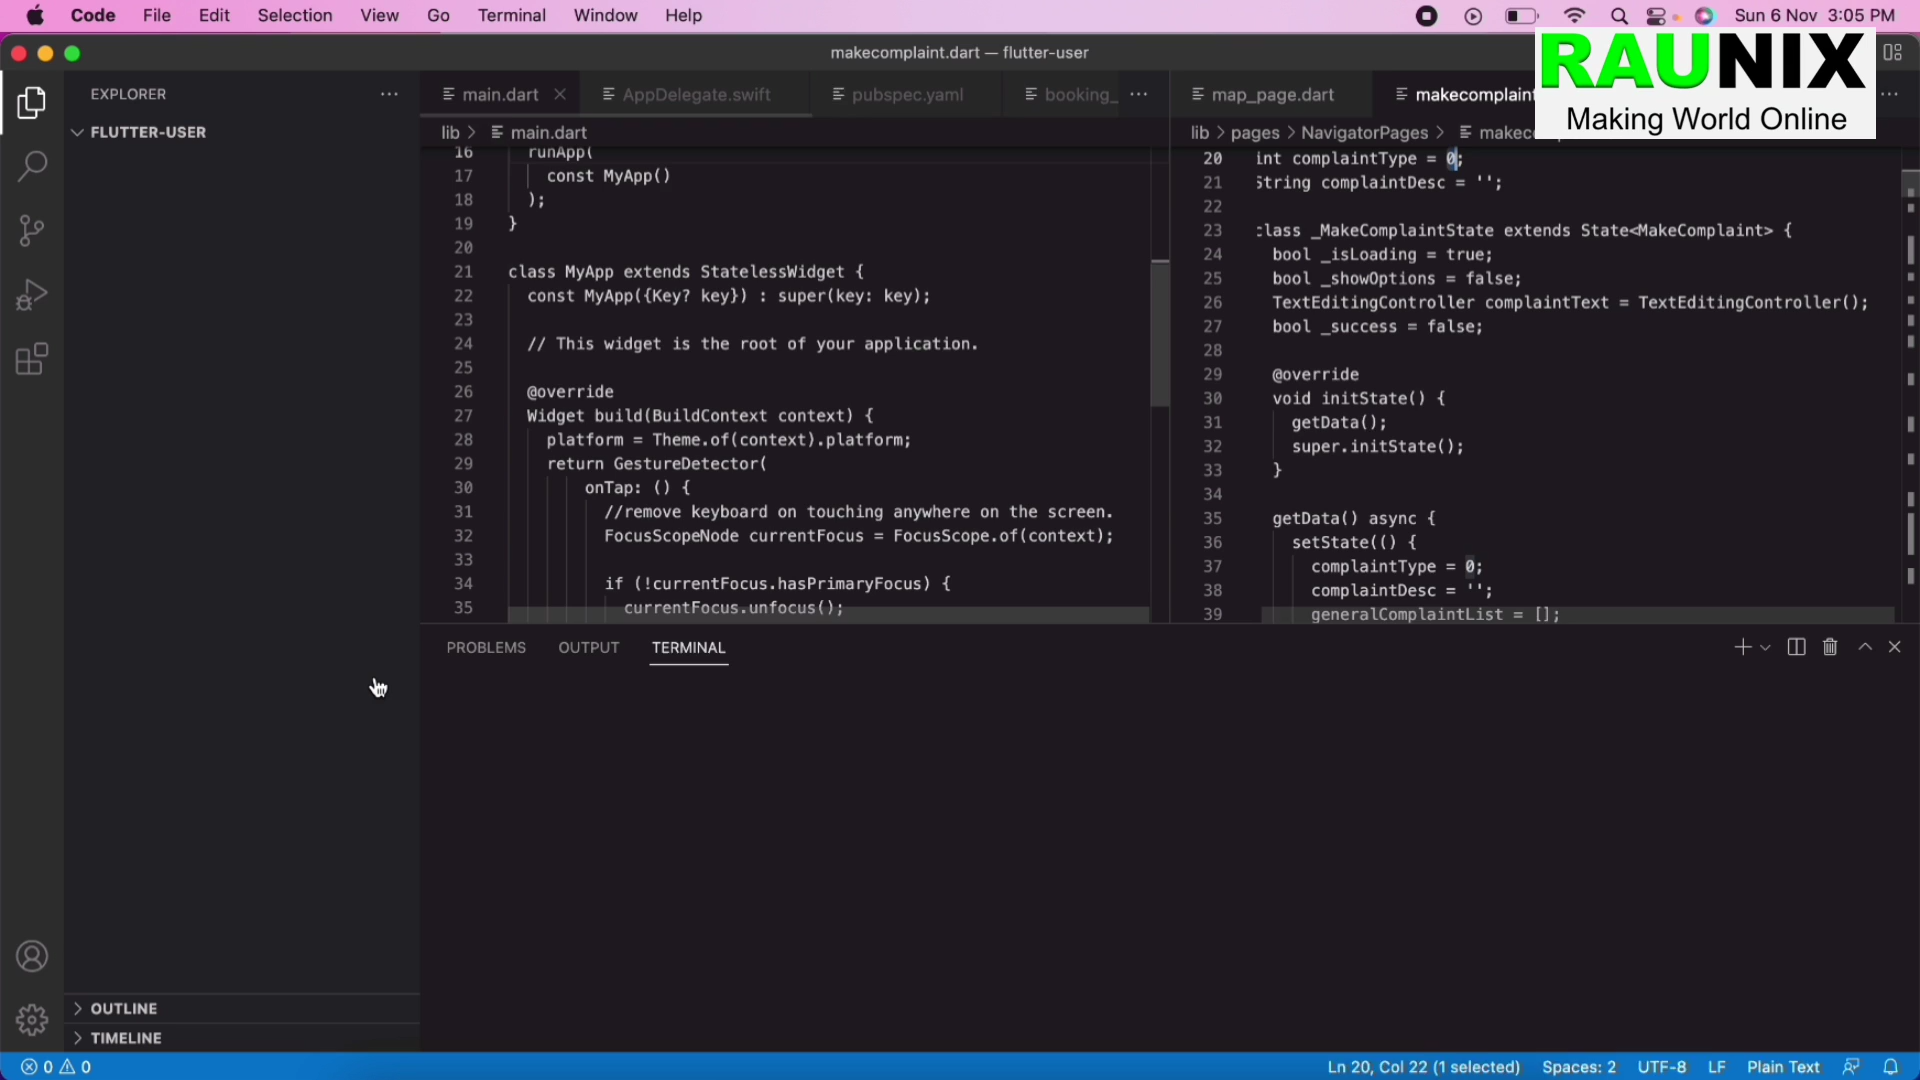 Code File Edit Selection View Go Terminal Window Help Sun 6 Nov 3:05 PM
makecomplaint.dart — flutter-user
RAUNIX
Making World Online
EXPLORER
FLUTTER-USER
main.dart AppDelegate.swift pubspec.yaml booking_
lib > main.dart
16 runApp(
17 const MyApp()
18 );
19 }
20
21 class MyApp extends StatelessWidget {
22 const MyApp({Key? key}) : super(key: key);
23
24 // This widget is the root of your application.
25
26 @override
27 Widget build(BuildContext context) {
28 platform = Theme.of(context).platform;
29 return GestureDetector(
30 onTap: () {
31 //remove keyboard on touching anywhere on the screen.
32 FocusScopeNode currentFocus = FocusScope.of(context);
33
34 if (!currentFocus.hasPrimaryFocus) {
35 currentFocus.unfocus();
map_page.dart makecomplaint
lib > pages > NavigatorPages >
20 int complaintType = 0;
21 String complaintDesc = '';
22
23 class _MakeComplaintState extends State<MakeComplaint> {
24 bool _isLoading = true;
25 bool _showOptions = false;
26 TextEditingController complaintText = TextEditingController();
27 bool _success = false;
28
29 @override
30 void initState() {
31 getData();
32 super.initState();
33 }
34
35 getData() async {
36 setState(() {
37 complaintType = 0;
38 complaintDesc = '';
39 generalComplaintList = [];
PROBLEMS OUTPUT TERMINAL
OUTLINE
TIMELINE
0 0 Ln 20, Col 22 (1 selected) Spaces: 2 UTF-8 LF Plain Text